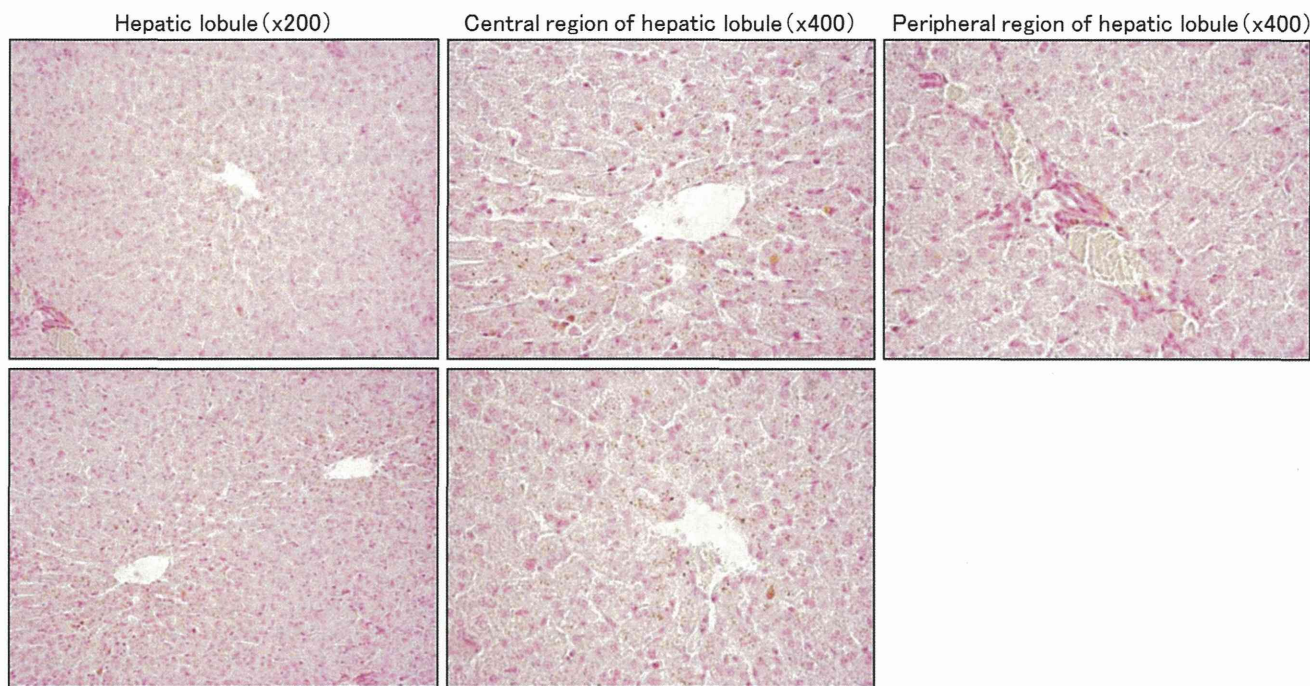 Hepatic lobule (x200)
Central region of hepatic lobule (x400)
Peripheral region of hepatic lobule (x400)